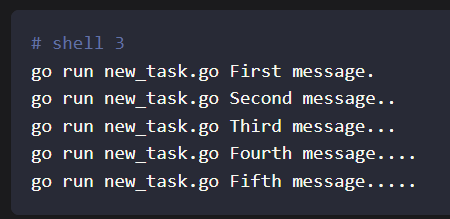 # shell 3
go run new_task.go First message.
go run new_task.go Second message..
go run new_task.go Third message...
go run new_task.go Fourth message....
go run new_task.go Fifth message.....